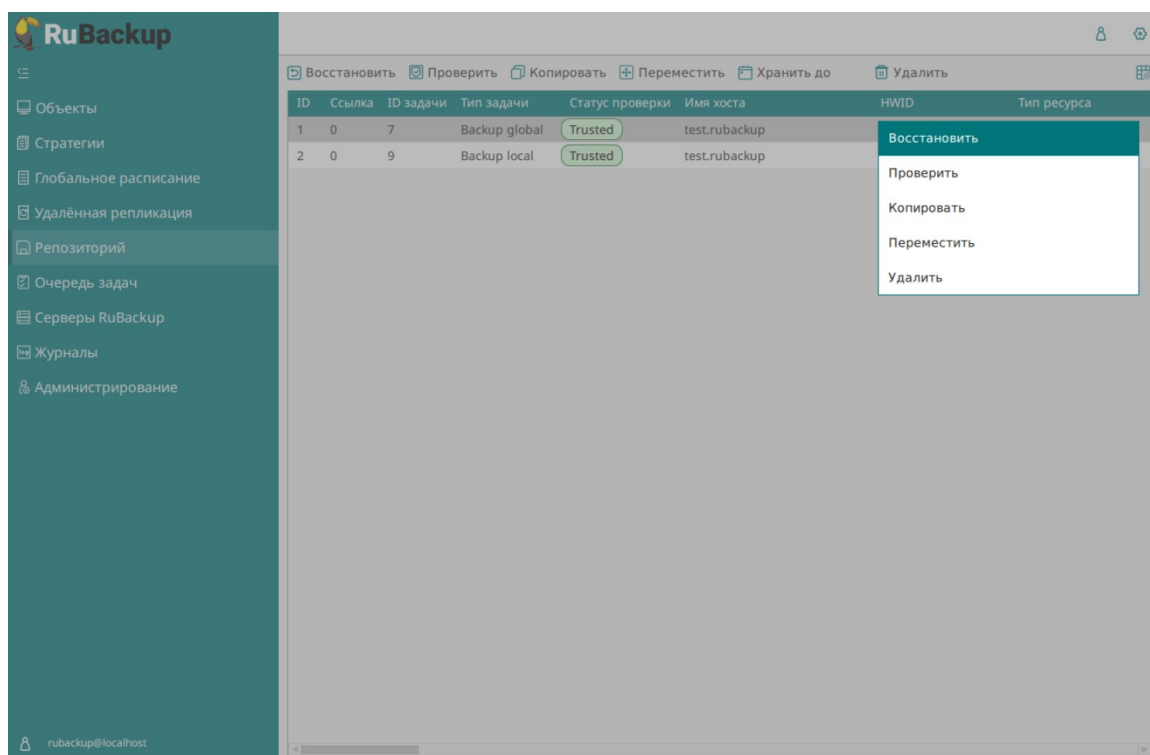 RuBackup
Восстановить Проверить Копировать Переместить Хранить до Удалить
Объекты
Стратегии
Глобальное расписание
Удалённая репликация
Репозиторий
Очередь задач
Серверы RuBackup
Журналы
Администрирование
rubackup@localhost
ID Ссылка ID задачи Тип задачи Статус проверки Имя хоста HWID Тип ресурса
1 0 7 Backup global Trusted test.rubackup
2 0 9 Backup local Trusted test.rubackup
Восстановить
Проверить
Копировать
Переместить
Удалить